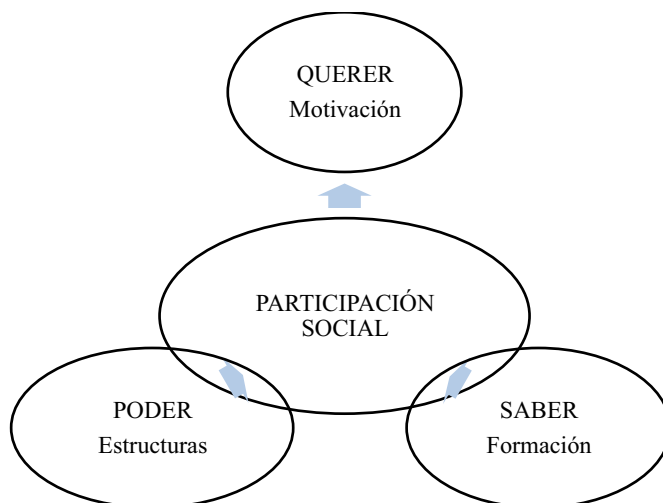 QUERER
Motivación
PARTICIPACIÓN
SOCIAL
PODER
Estructuras
SABER
Formación